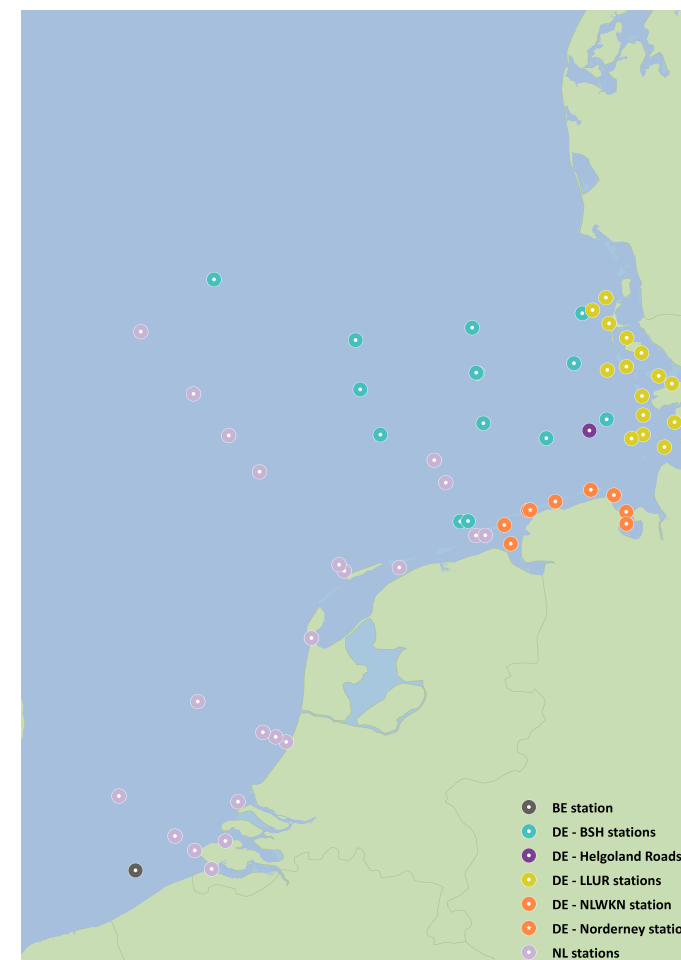 BE station
DE - BSH stations
DE - Helgoland Roads
DE - LLUR stations
DE - NLWKN station
DE - Norderney statio
NL stations